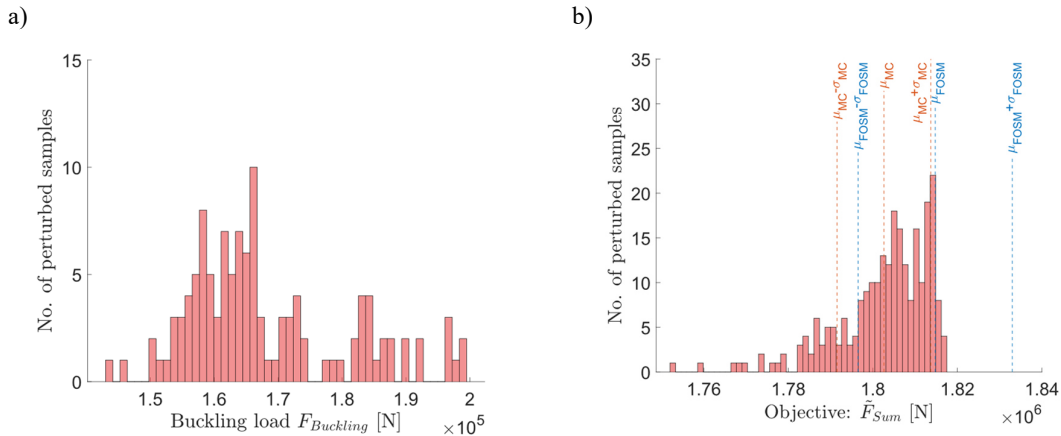 a)
15
10
5
0
No. of perturbed samples
1.5
1.6
1.7
1.8
1.9
2
×10^5
Buckling load F_Buckling [N]
b)
35
30
25
20
15
10
5
0
No. of perturbed samples
μ_MC-σ_MC
μ_FOSM-σ_FOSM
μ_MC
μ_MC+σ_MC
μ_FOSM
μ_FOSM+σ_FOSM
1.76
1.78
1.8
1.82
1.84
×10^6
Objective: F̃_Sum [N]